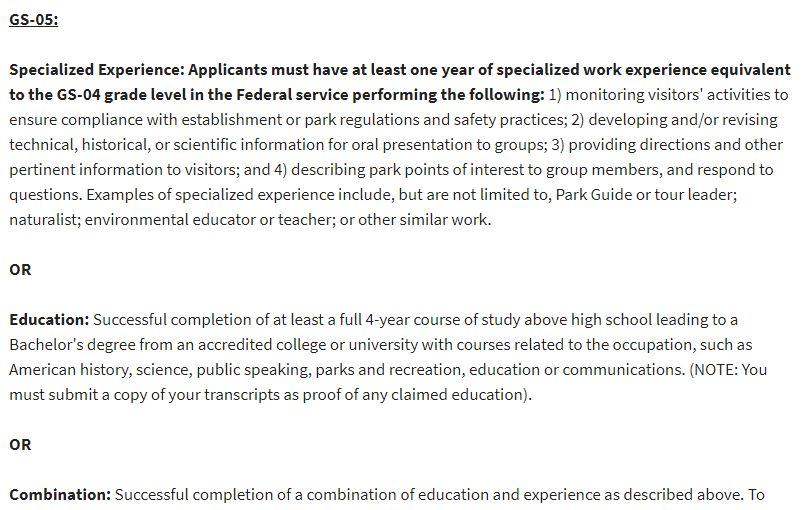 GS-05:
Specialized Experience: Applicants must have at least one year of specialized work experience equivalent
to the GS-04 grade level in the Federal service performing the following: 1) monitoring visitors' activities to
ensure compliance with establishment or park regulations and safety practices; 2) developing and/or revising
technical, historical, or scientific information for oral presentation to groups; 3) providing directions and other
pertinent information to visitors; and 4) describing park points of interest to group members, and respond to
questions. Examples of specialized experience include, but are not limited to, Park Guide or tour leader;
naturalist; environmental educator or teacher; or other similar work.
OR
Education: Successful completion of at least a full 4-year course of study above high school leading to a
Bachelor's degree from an accredited college or university with courses related to the occupation, such as
American history, science, public speaking, parks and recreation, education or communications. (NOTE: You
must submit a copy of your transcripts as proof of any claimed education).
OR
Combination: Successful completion of a combination of education and experience as described above. To